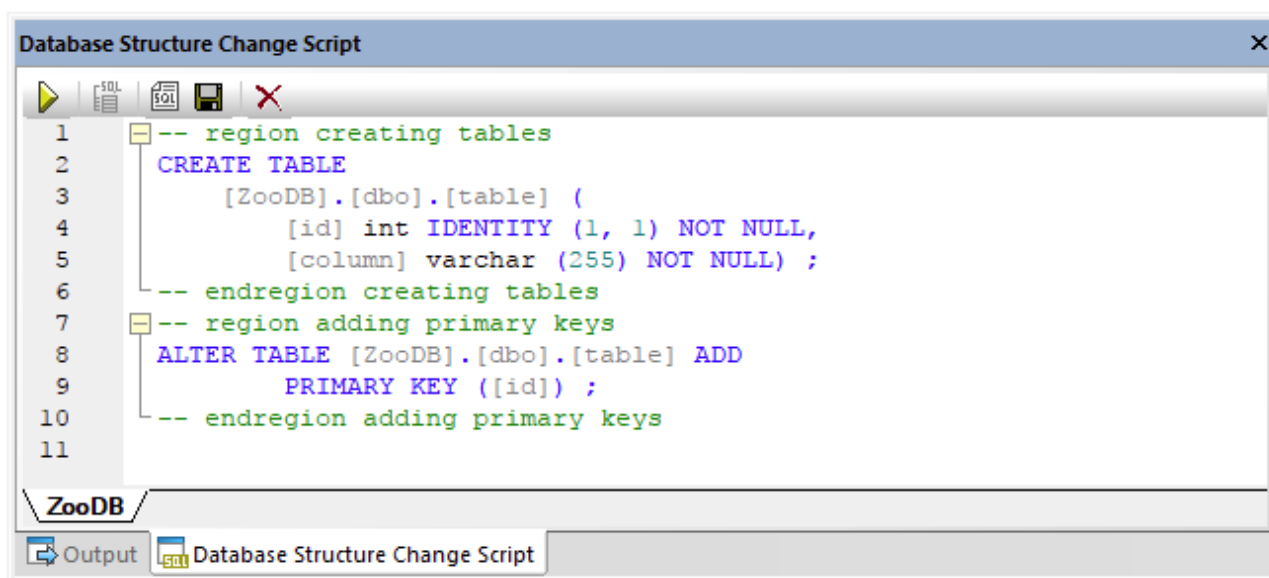 Database Structure Change Script
SQL SQL
1 -- region creating tables
2 CREATE TABLE
3 [ZooDB].[dbo].[table] (
4 [id] int IDENTITY (1, 1) NOT NULL,
5 [column] varchar (255) NOT NULL) ;
6 -- endregion creating tables
7 -- region adding primary keys
8 ALTER TABLE [ZooDB].[dbo].[table] ADD
9 PRIMARY KEY ([id]) ;
10 -- endregion adding primary keys
11
ZooDB
Output SQL Database Structure Change Script